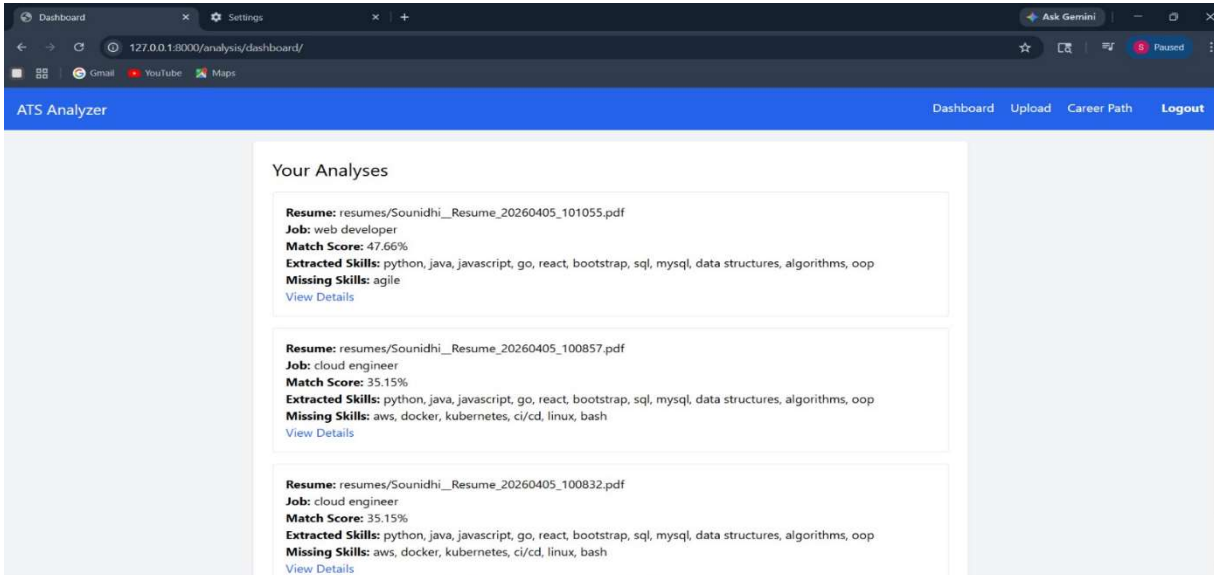 Dashboard
Settings
Ask Gemini
127.0.0.1:8000/analysis/dashboard/
S Paused
Gmail YouTube Maps
ATS Analyzer
Dashboard Upload Career Path Logout
Your Analyses
Resume: resumes/Sounidhi__Resume_20260405_101055.pdf
Job: web developer
Match Score: 47.66%
Extracted Skills: python, java, javascript, go, react, bootstrap, sql, mysql, data structures, algorithms, oop
Missing Skills: agile
View Details
Resume: resumes/Sounidhi__Resume_20260405_100857.pdf
Job: cloud engineer
Match Score: 35.15%
Extracted Skills: python, java, javascript, go, react, bootstrap, sql, mysql, data structures, algorithms, oop
Missing Skills: aws, docker, kubernetes, ci/cd, linux, bash
View Details
Resume: resumes/Sounidhi__Resume_20260405_100832.pdf
Job: cloud engineer
Match Score: 35.15%
Extracted Skills: python, java, javascript, go, react, bootstrap, sql, mysql, data structures, algorithms, oop
Missing Skills: aws, docker, kubernetes, ci/cd, linux, bash
View Details